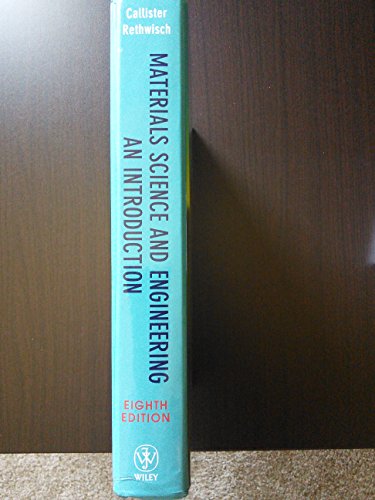 Callister
Rethwisch
MATERIALS SCIENCE AND ENGINEERING
AN INTRODUCTION
EIGHTH
EDITION
WILEY